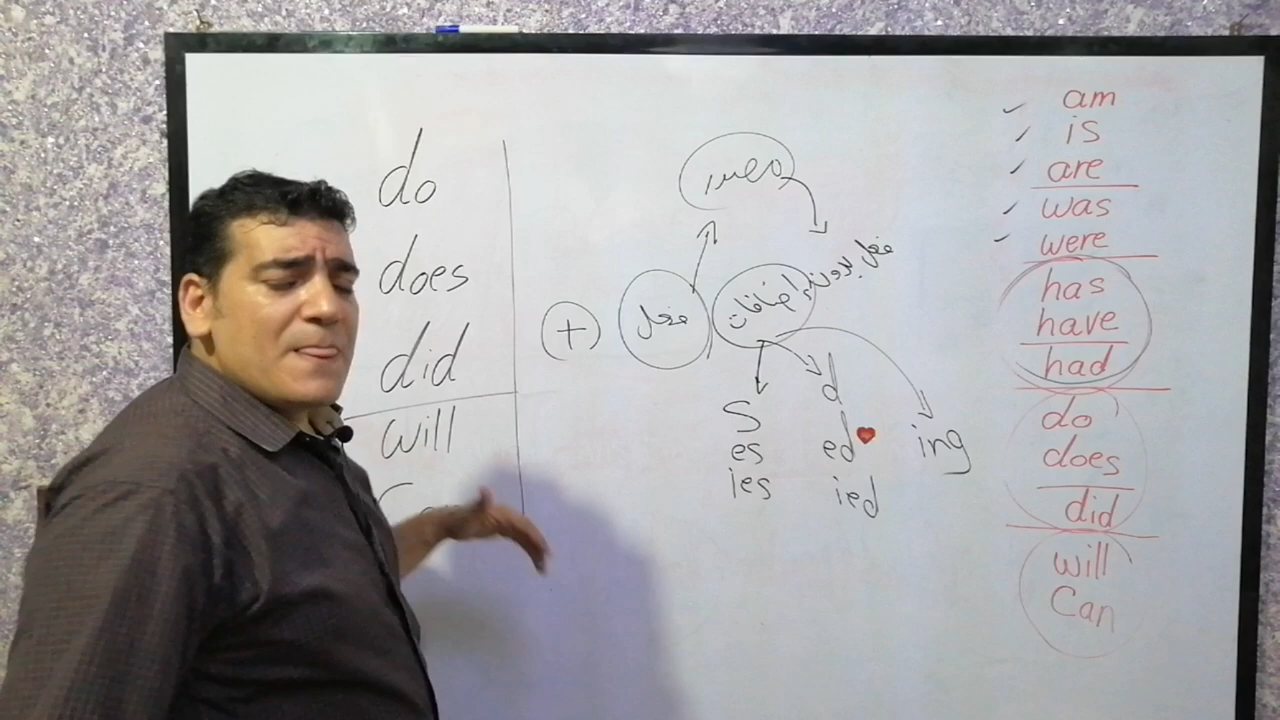 do
does
did
will
+
مصدر
فعل
فعل بدون إضافات
S
es
ies
d
ed
ied
ing
am
is
are
was
were
has
have
had
do
does
did
will
Can